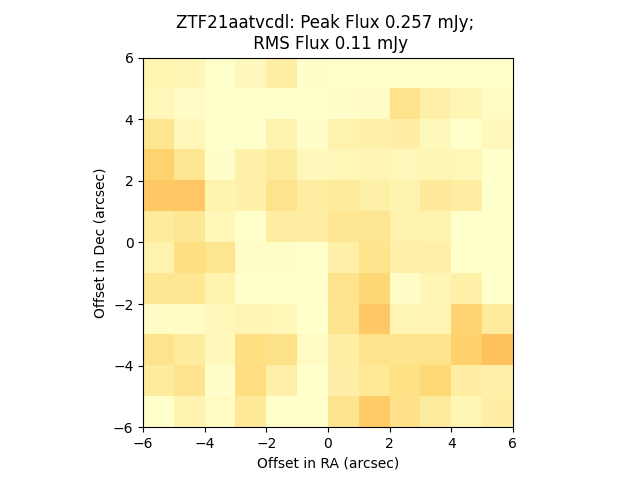 ZTF21aatvcdl: Peak Flux 0.257 mJy;
RMS Flux 0.11 mJy
6
4
2
0
−2
−4
−6
Offset in Dec (arcsec)
−6 −4 −2 0 2 4 6
Offset in RA (arcsec)